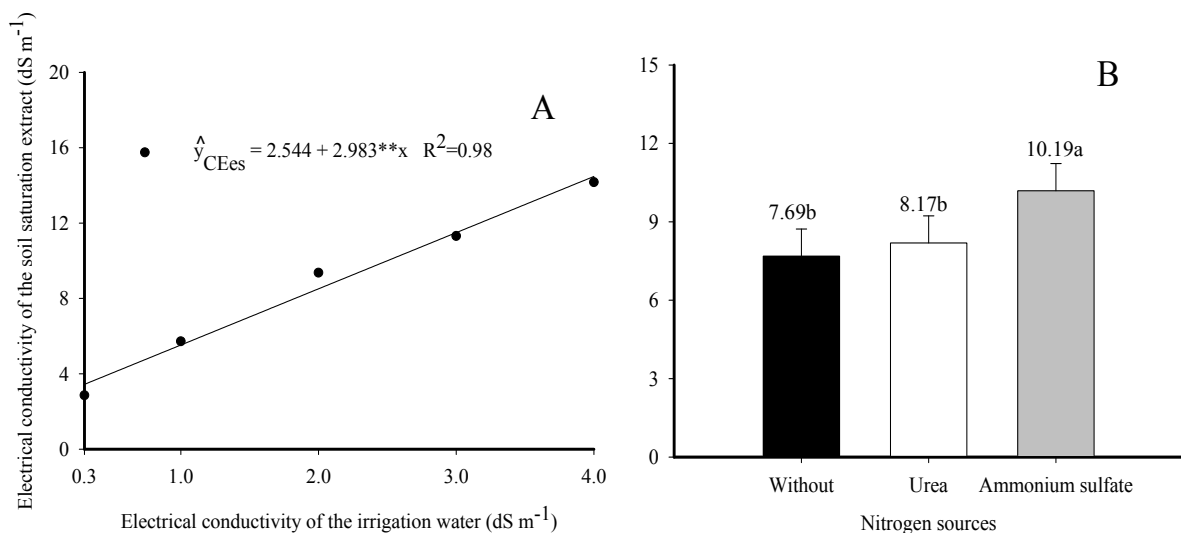 Electrical conductivity of the soil saturation extract (dS m-1)
20
16
12
8
4
0
A
ŷCEes = 2.544 + 2.983**x R2=0.98
0.3 1.0 2.0 3.0 4.0
Electrical conductivity of the irrigation water (dS m-1)
15
12
9
6
3
0
B
7.69b
8.17b
10.19a
Without Urea Ammonium sulfate
Nitrogen sources